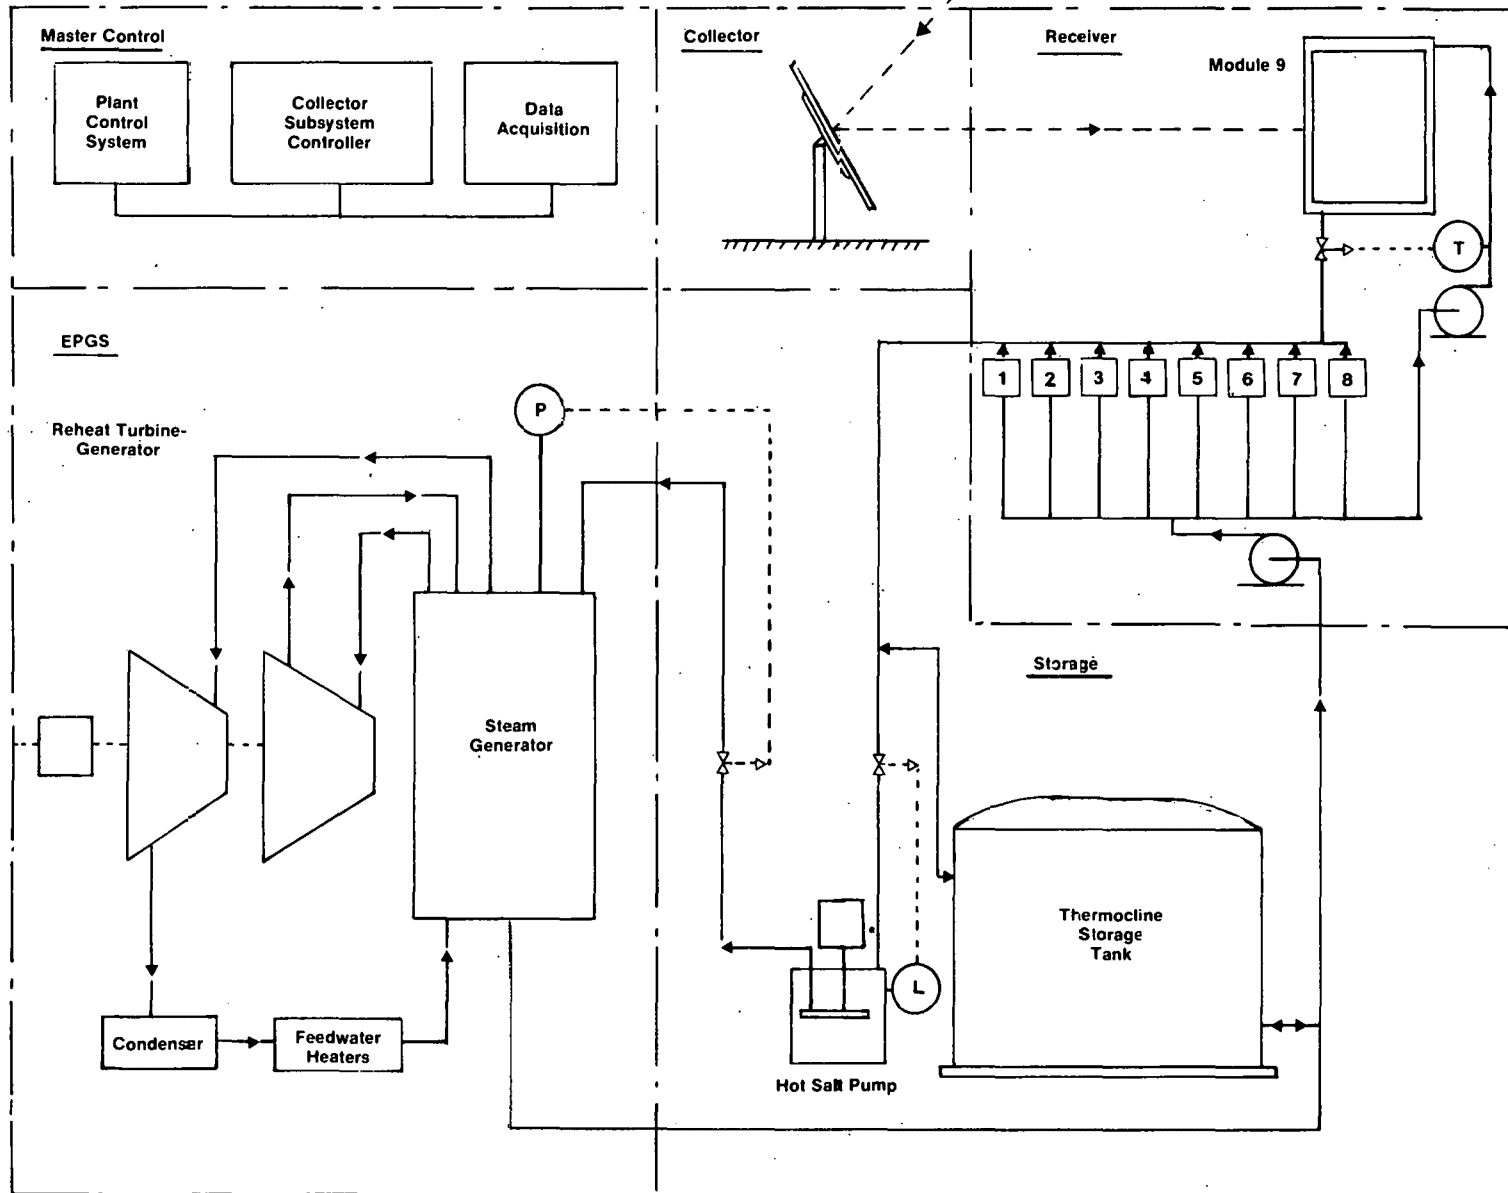 Master Control
Plant
Control
System
Collector
Subsystem
Controller
Data
Acquisition
Collector
Receiver
Module 9
T
EPGS
1
2
3
4
5
6
7
8
P
Reheat Turbine-
Generator
Storage
Steam
Generator
Thermocline
Storage
Tank
L
Condenser
Feedwater
Heaters
Hot Salt Pump